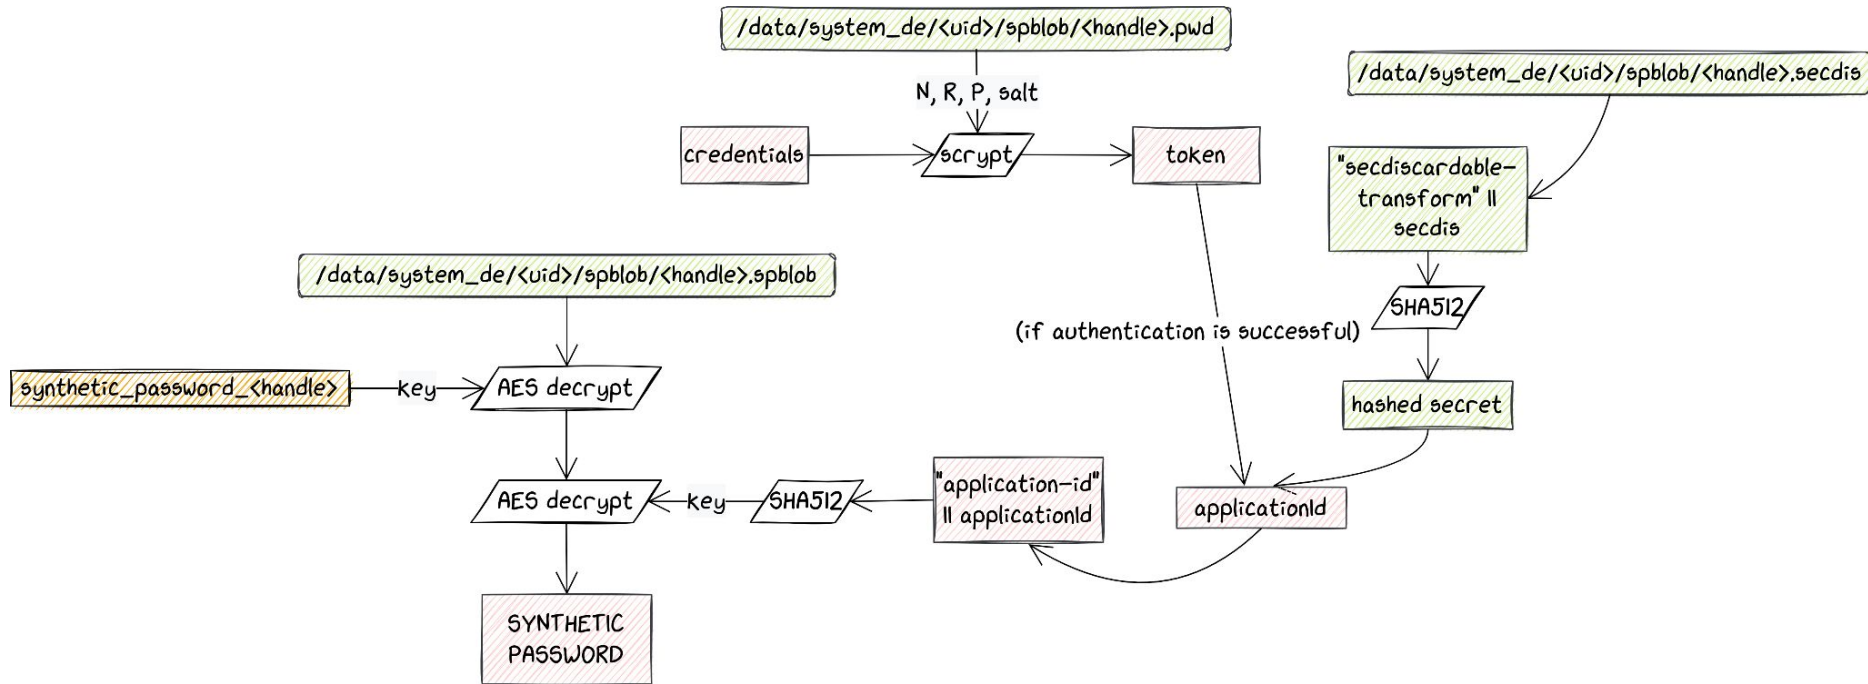 /data/system_de/<uid>/spblob/<handle>.pwd
/data/system_de/<uid>/spblob/<handle>.secdis
N, R, P, salt
credentials
scrypt
token
"secdiscardable-
transform" ||
secdis
/data/system_de/<uid>/spblob/<handle>.spblob
SHA512
(if authentication is successful)
synthetic_password_<handle>
key
AES decrypt
hashed secret
AES decrypt
key
SHA512
"application-id"
|| applicationId
applicationId
SYNTHETIC
PASSWORD